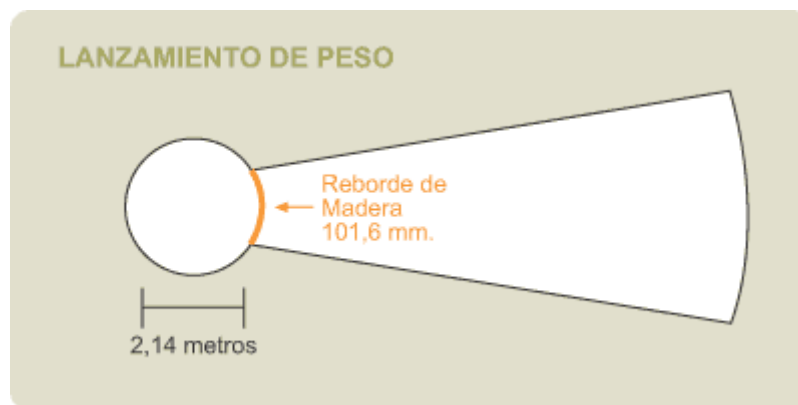 LANZAMIENTO DE PESO
Reborde de
Madera
101,6 mm.
2,14 metros